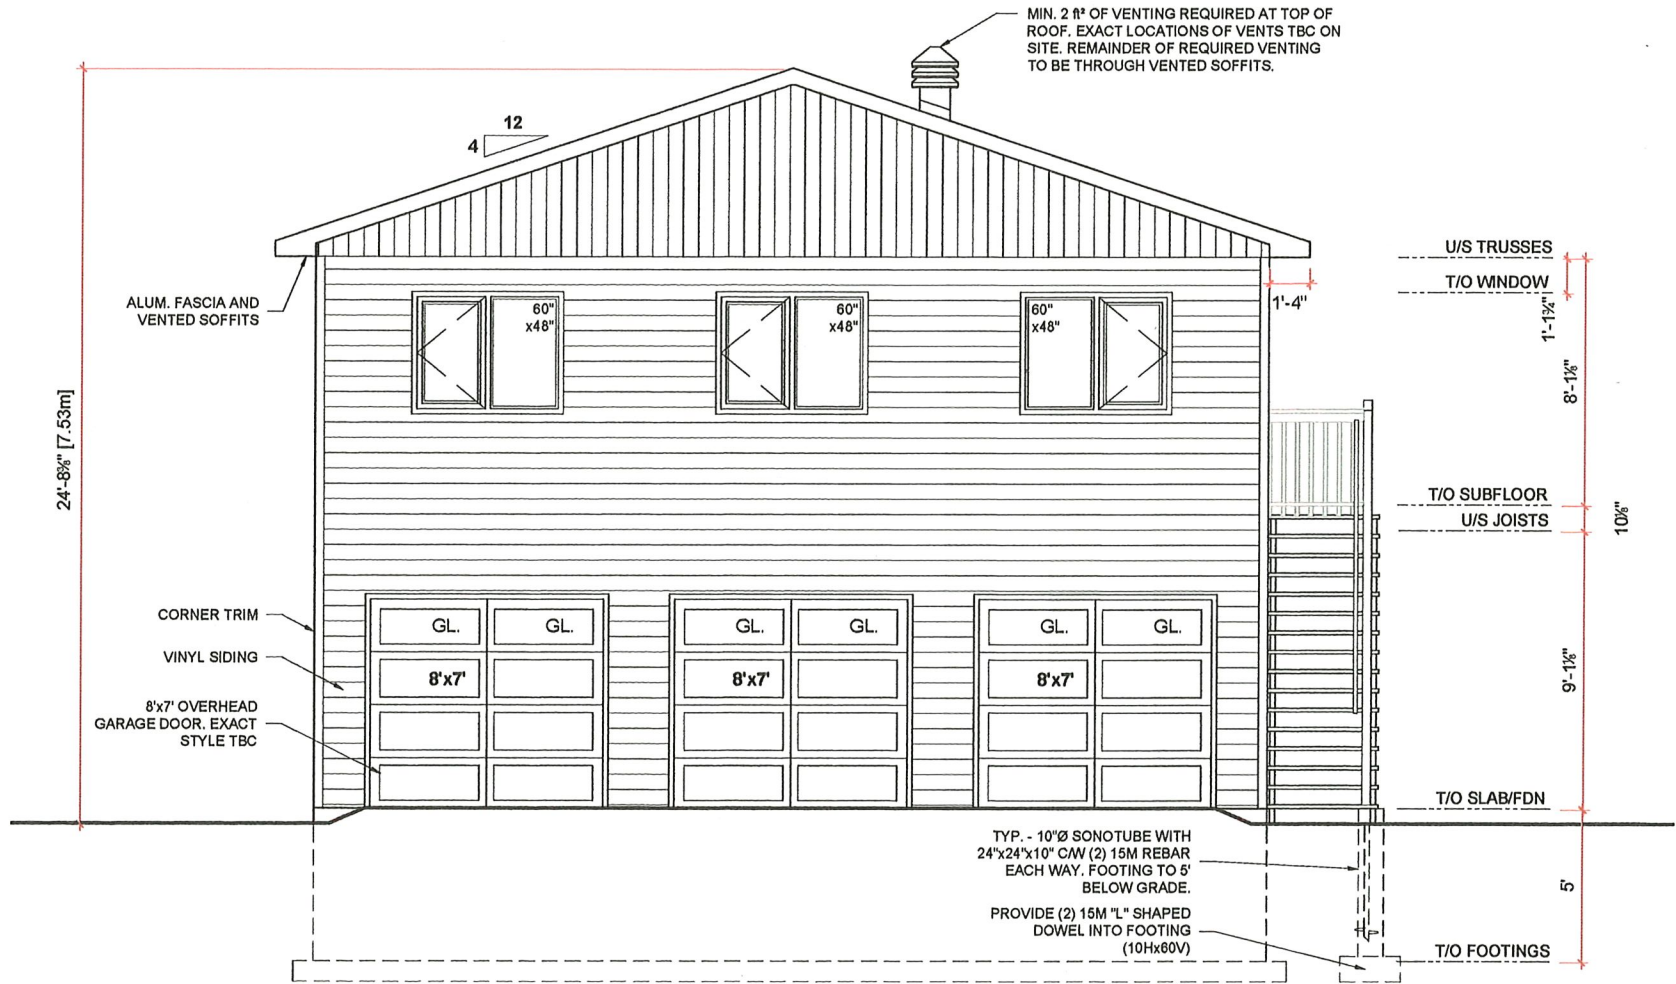 MIN. 2 ft² OF VENTING REQUIRED AT TOP OF
ROOF. EXACT LOCATIONS OF VENTS TBC ON
SITE. REMAINDER OF REQUIRED VENTING
TO BE THROUGH VENTED SOFFITS.
12
4
U/S TRUSSES
T/O WINDOW
1'-4"
1'-1¾"
8'-1⅛"
ALUM. FASCIA AND
VENTED SOFFITS
60"
x48"
60"
x48"
60"
x48"
24'-8⅜" [7.53m]
T/O SUBFLOOR
U/S JOISTS
10⅞"
CORNER TRIM
VINYL SIDING
8'x7' OVERHEAD
GARAGE DOOR. EXACT
STYLE TBC
GL. GL.
8'x7'
GL. GL.
8'x7'
GL. GL.
8'x7'
9'-1⅛"
T/O SLAB/FDN
TYP. - 10"Ø SONOTUBE WITH
24"x24"x10" C/W (2) 15M REBAR
EACH WAY. FOOTING TO 5'
BELOW GRADE.
5'
PROVIDE (2) 15M "L" SHAPED
DOWEL INTO FOOTING
(10Hx60V)
T/O FOOTINGS